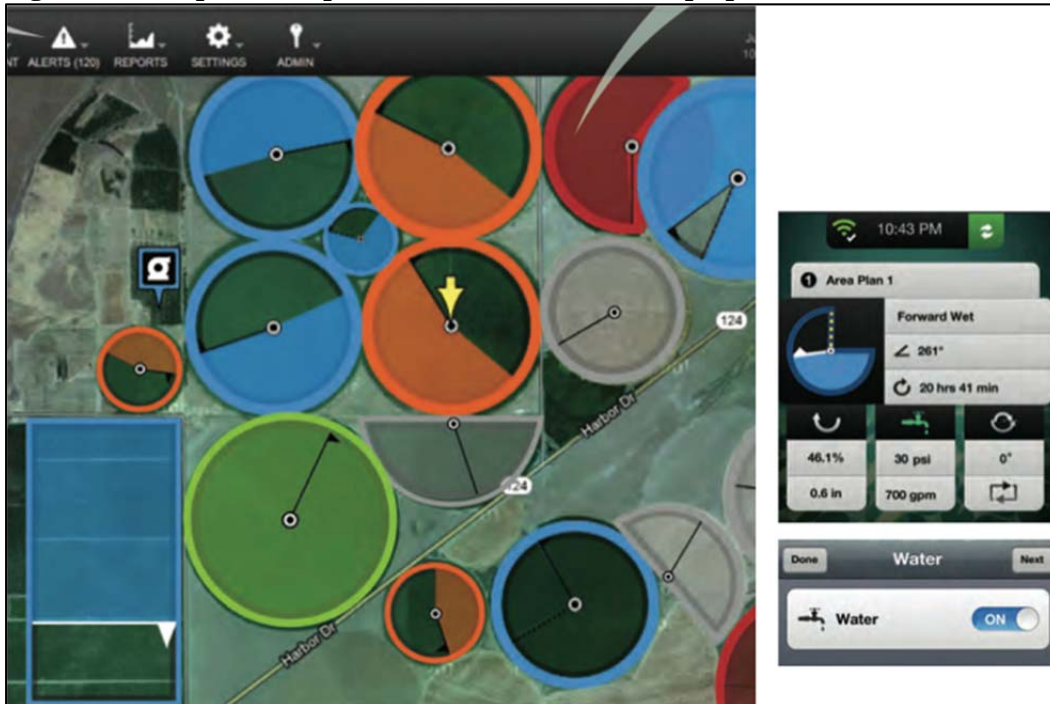 ALERTS (120) REPORTS SETTINGS ADMIN
124
Harbor Dr
Harbor Dr
10:43 PM
1 Area Plan 1
Forward Wet
261°
20 hrs 41 min
46.1% 30 psi 0°
0.6 in 700 gpm
Done Water Next
Water ON